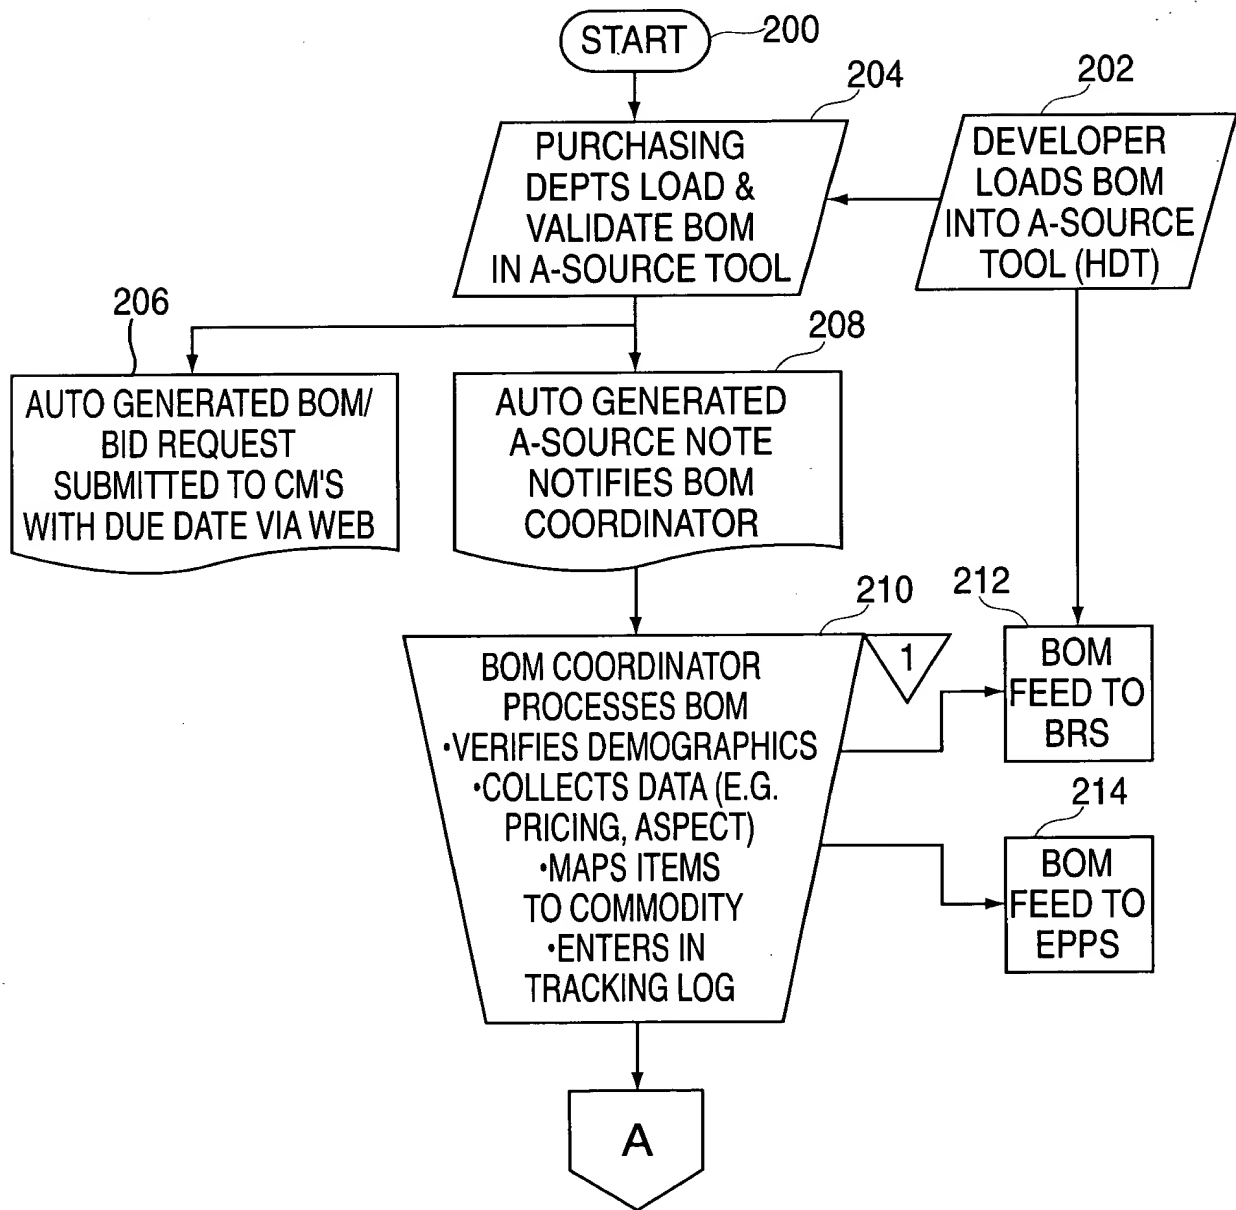 START
200
204
PURCHASING
DEPTS LOAD &
VALIDATE BOM
IN A-SOURCE TOOL
202
DEVELOPER
LOADS BOM
INTO A-SOURCE
TOOL (HDT)
206
AUTO GENERATED BOM/
BID REQUEST
SUBMITTED TO CM'S
WITH DUE DATE VIA WEB
208
AUTO GENERATED
A-SOURCE NOTE
NOTIFIES BOM
COORDINATOR
210
BOM COORDINATOR
PROCESSES BOM
•VERIFIES DEMOGRAPHICS
•COLLECTS DATA (E.G.
PRICING, ASPECT)
•MAPS ITEMS
TO COMMODITY
•ENTERS IN
TRACKING LOG
1
212
BOM
FEED TO
BRS
214
BOM
FEED TO
EPPS
A